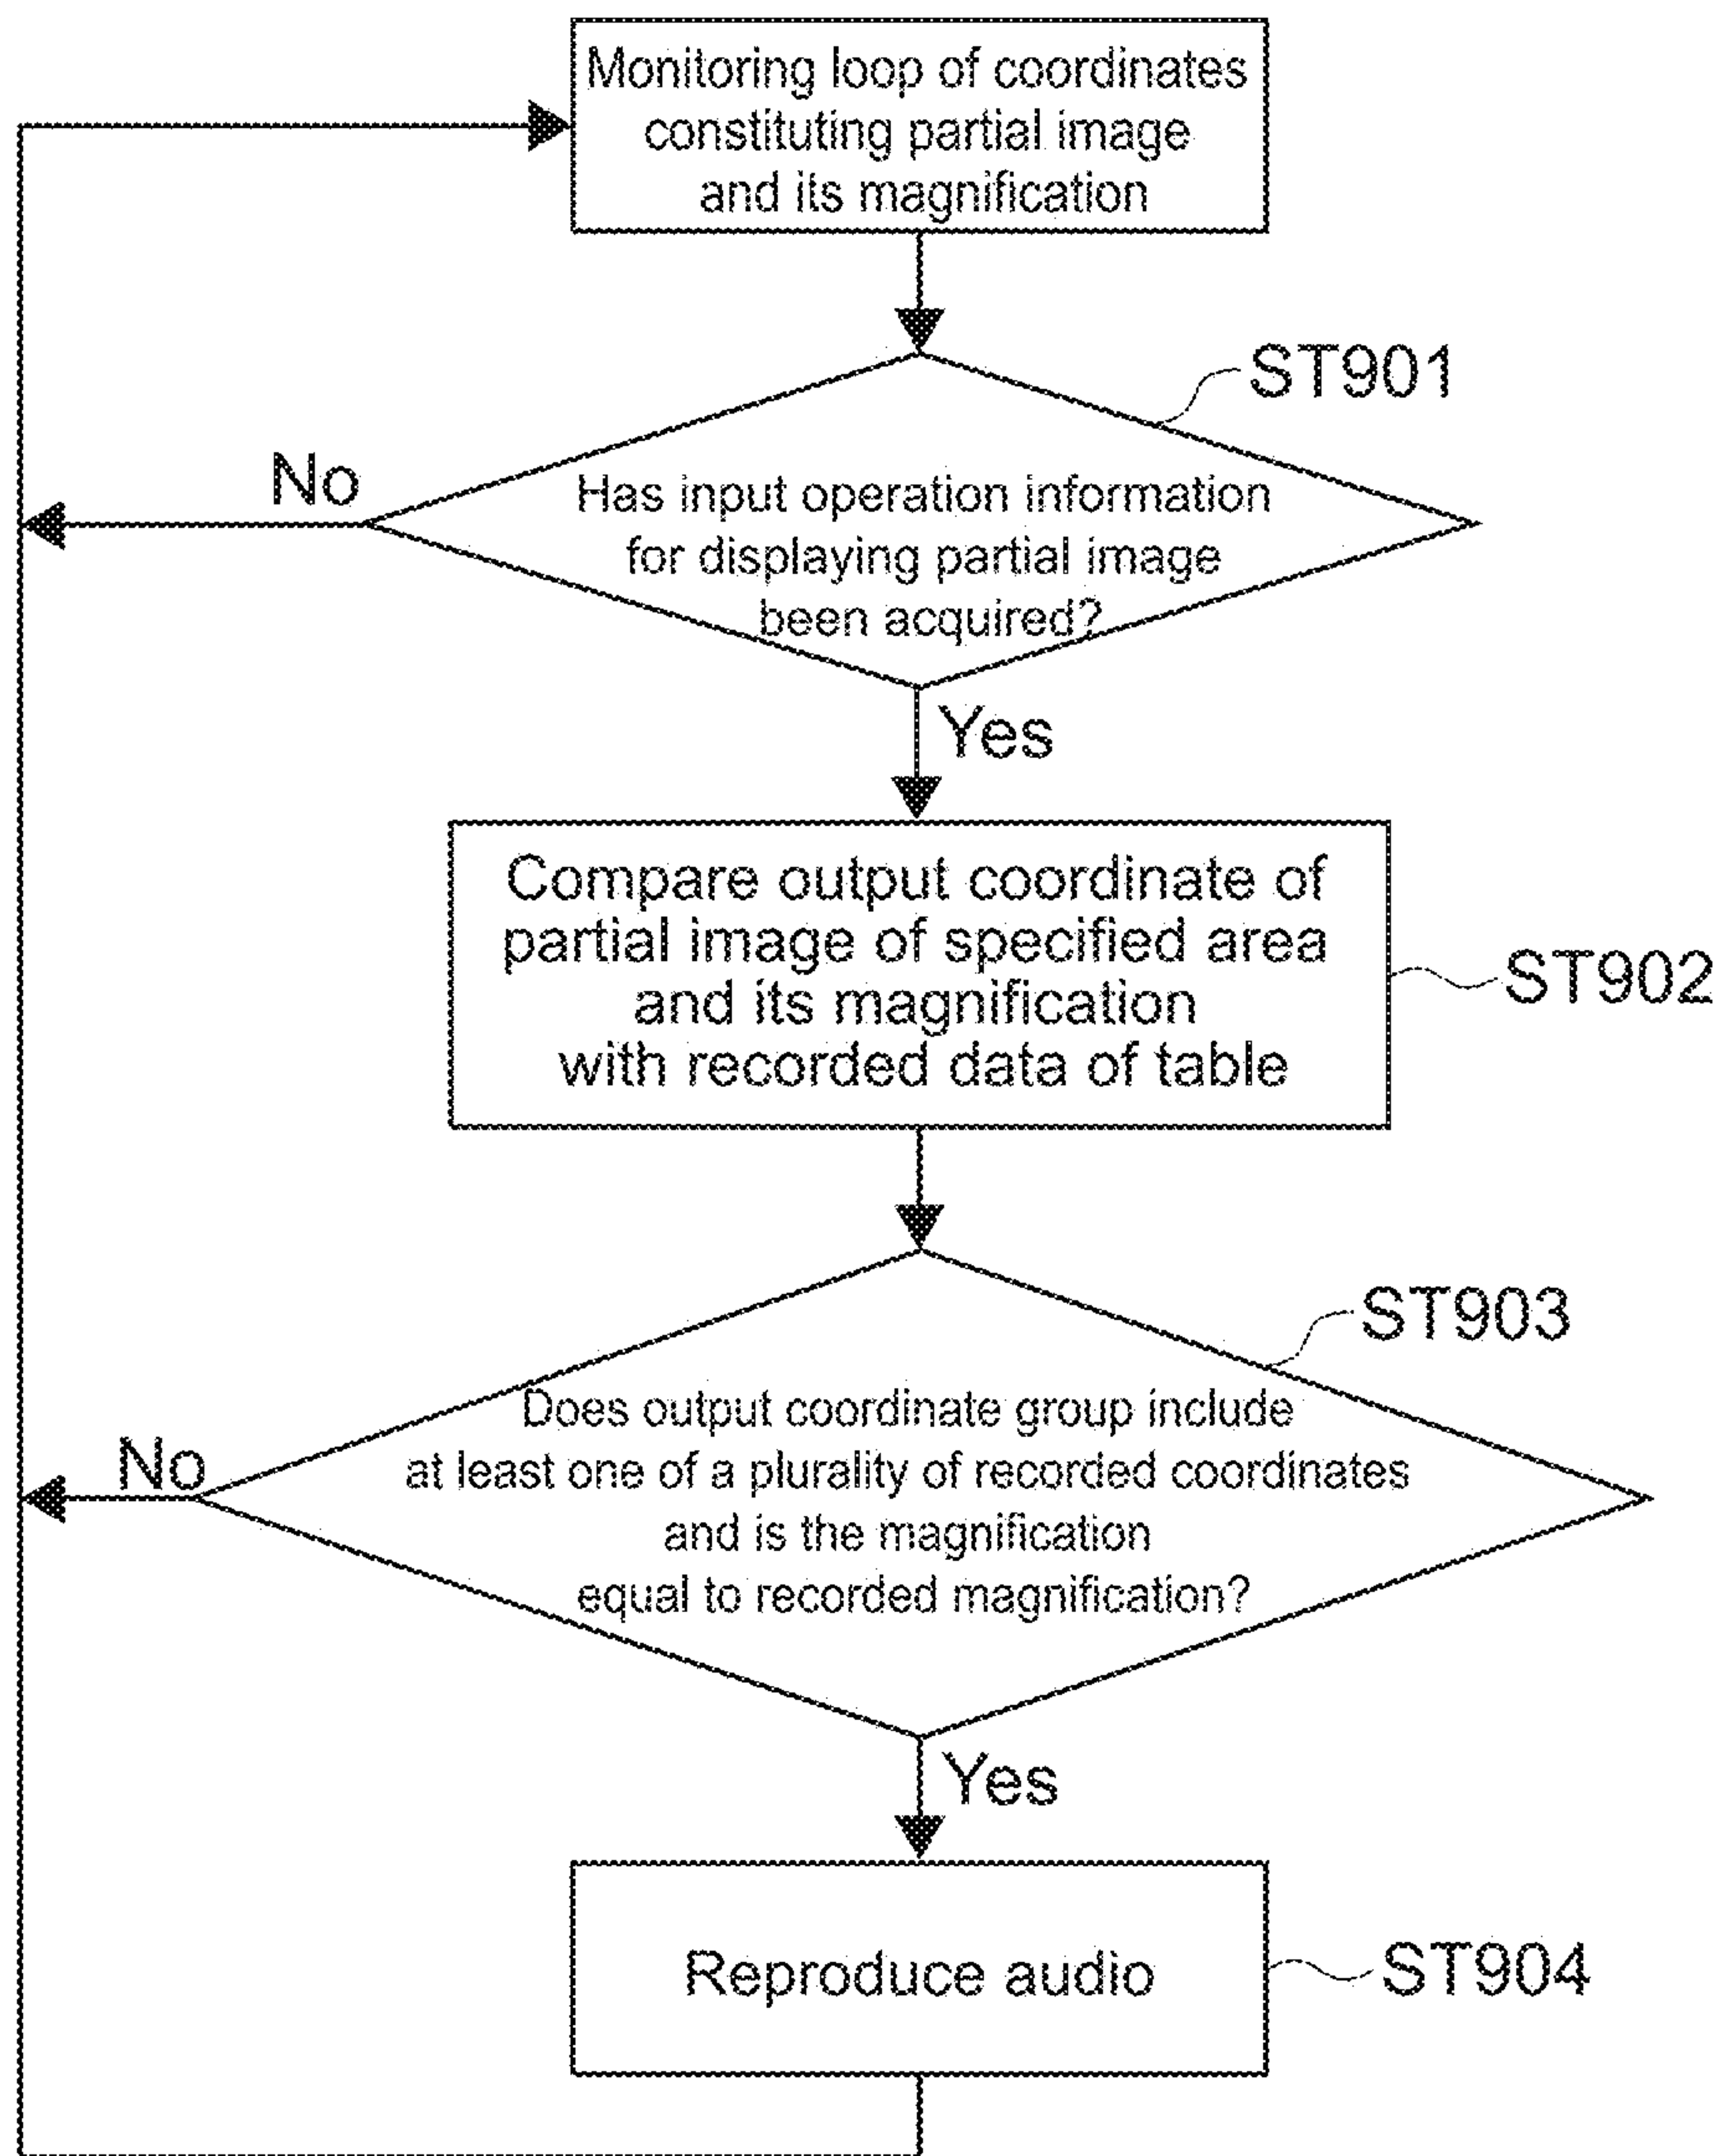 Monitoring loop of coordinates
constituting partial image
and its magnification
ST901
No
Has input operation information
for displaying partial image
been acquired?
Yes
Compare output coordinate of
partial image of specified area
and its magnification
with recorded data of table
ST902
ST903
No
Does output coordinate group include
at least one of a plurality of recorded coordinates
and is the magnification
equal to recorded magnification?
Yes
Reproduce audio
ST904